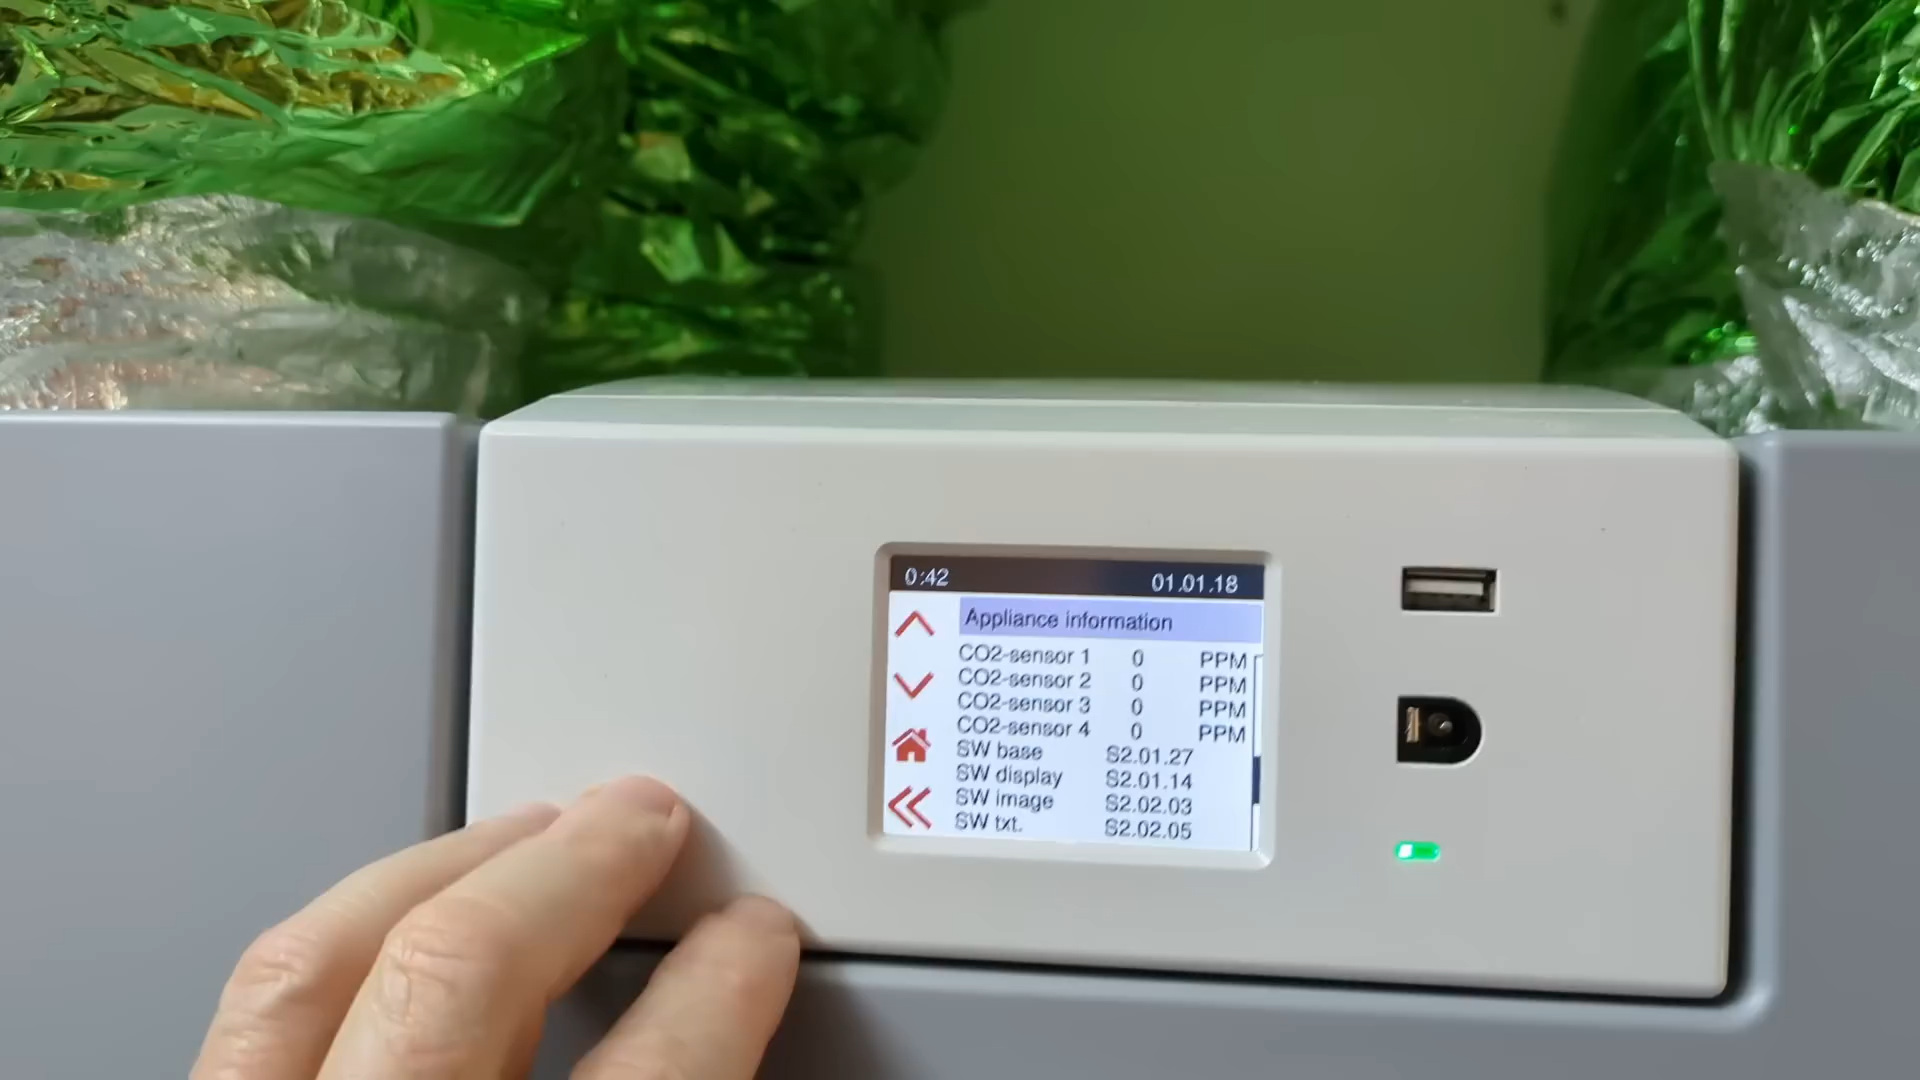 0:42 01.01.18
Appliance information
CO2-sensor 1 0 PPM
CO2-sensor 2 0 PPM
CO2-sensor 3 0 PPM
CO2-sensor 4 0 PPM
SW base S2.01.27
SW display S2.01.14
SW image S2.02.03
SW txt. S2.02.05